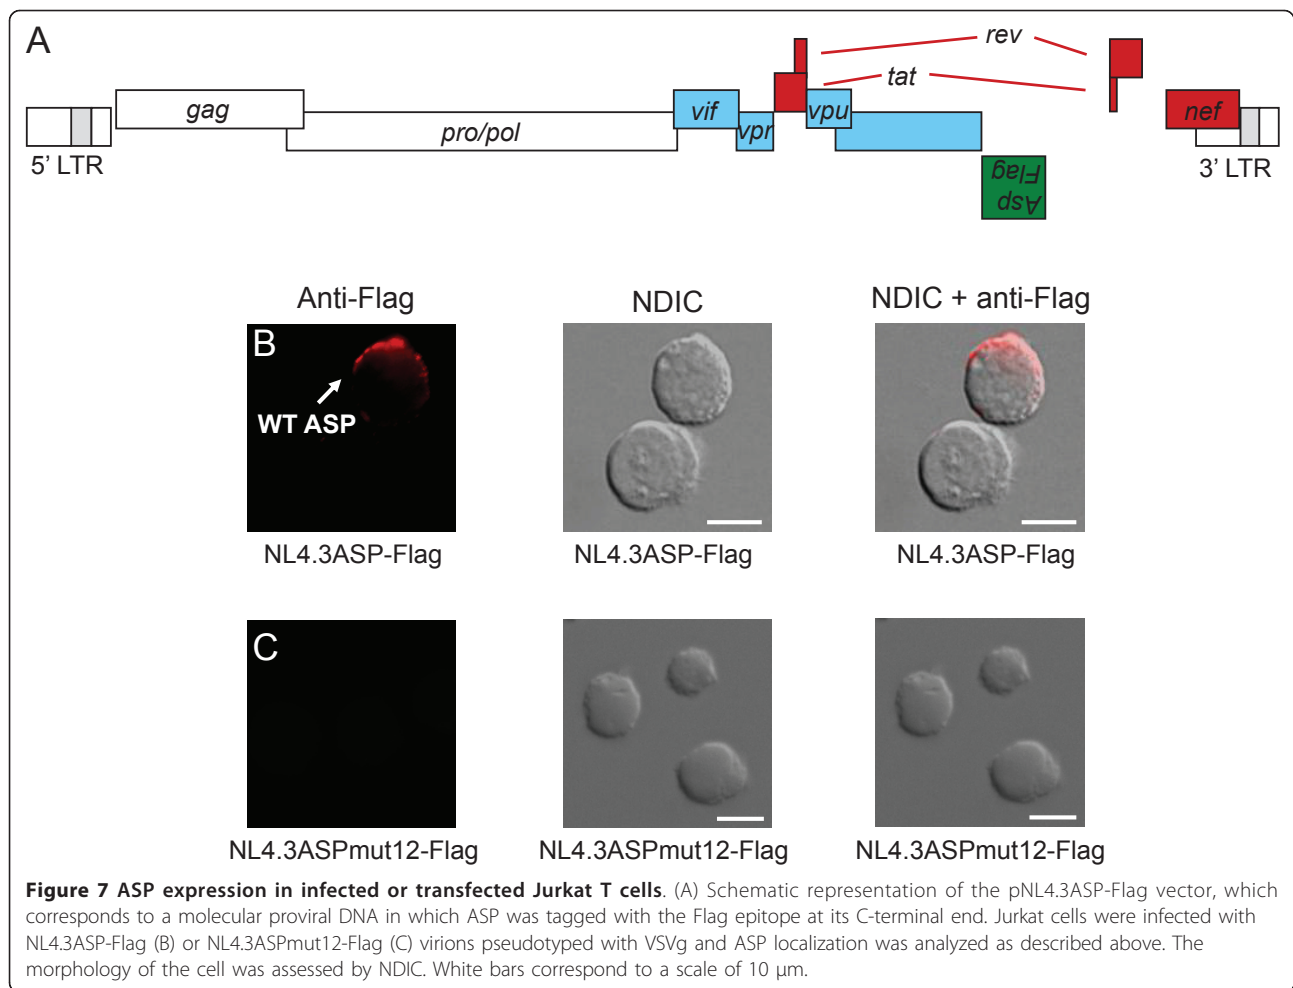 A
rev
tat
gag
pro/pol
vif
vpr
vpu
nef
5' LTR
3' LTR
Asp
Flag
Anti-Flag
NDIC
NDIC + anti-Flag
B
WT ASP
NL4.3ASP-Flag
NL4.3ASP-Flag
NL4.3ASP-Flag
C
NL4.3ASPmut12-Flag
NL4.3ASPmut12-Flag
NL4.3ASPmut12-Flag
Figure 7 ASP expression in infected or transfected Jurkat T cells. (A) Schematic representation of the pNL4.3ASP-Flag vector, which
corresponds to a molecular proviral DNA in which ASP was tagged with the Flag epitope at its C-terminal end. Jurkat cells were infected with
NL4.3ASP-Flag (B) or NL4.3ASPmut12-Flag (C) virions pseudotyped with VSVg and ASP localization was analyzed as described above. The
morphology of the cell was assessed by NDIC. White bars correspond to a scale of 10 μm.